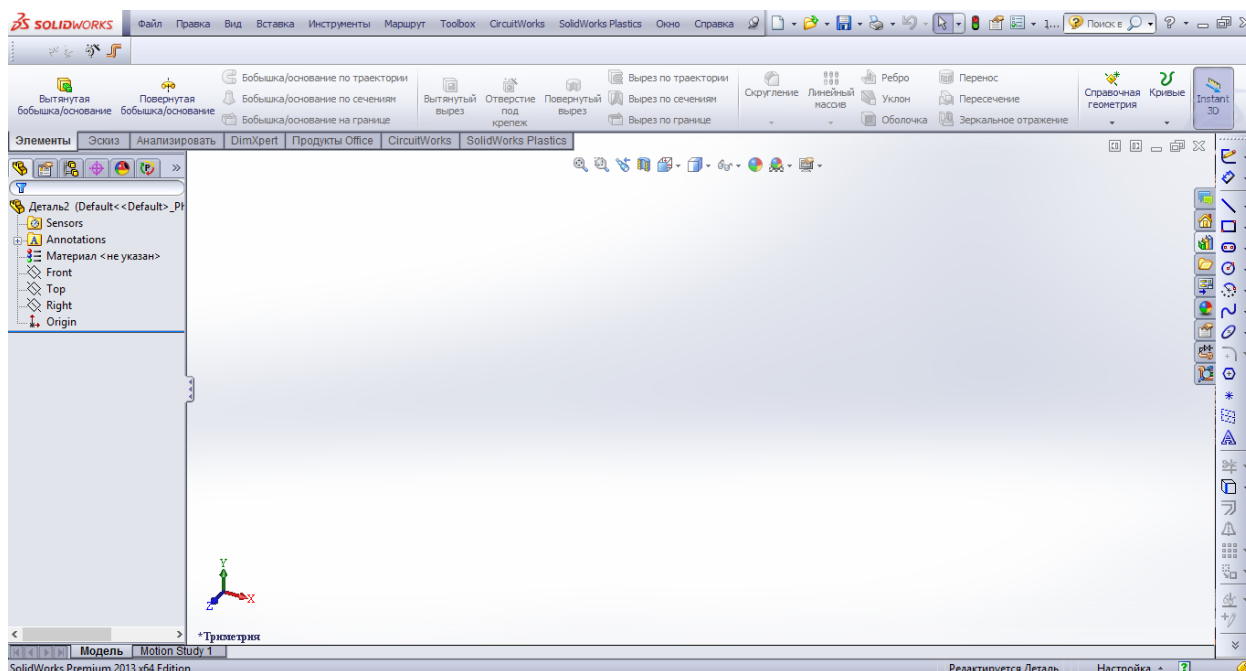 SOLIDWORKS Файл Правка Вид Вставка Инструменты Маршрут Toolbox CircuitWorks SolidWorks Plastics Окно Справка 1... Поиск в
Вытянутая бобышка/основание
Повернутая бобышка/основание
Бобышка/основание по траектории
Бобышка/основание по сечениям
Бобышка/основание на границе
Вытянутый вырез
Отверстие под крепеж
Повернутый вырез
Вырез по траектории
Вырез по сечениям
Вырез по границе
Скругление
Линейный массив
Ребро
Уклон
Оболочка
Перенос
Пересечение
Зеркальное отражение
Справочная геометрия
Кривые
Instant 3D
Элементы Эскиз Анализировать DimXpert Продукты Office CircuitWorks SolidWorks Plastics
Деталь2 (Default<<Default>_Ph
Sensors
Annotations
Материал <не указан>
Front
Top
Right
Origin
Y
X
Z
*Триметрия
Модель Motion Study 1
SolidWorks Premium 2013 x64 Edition Редактируется Деталь Настройка